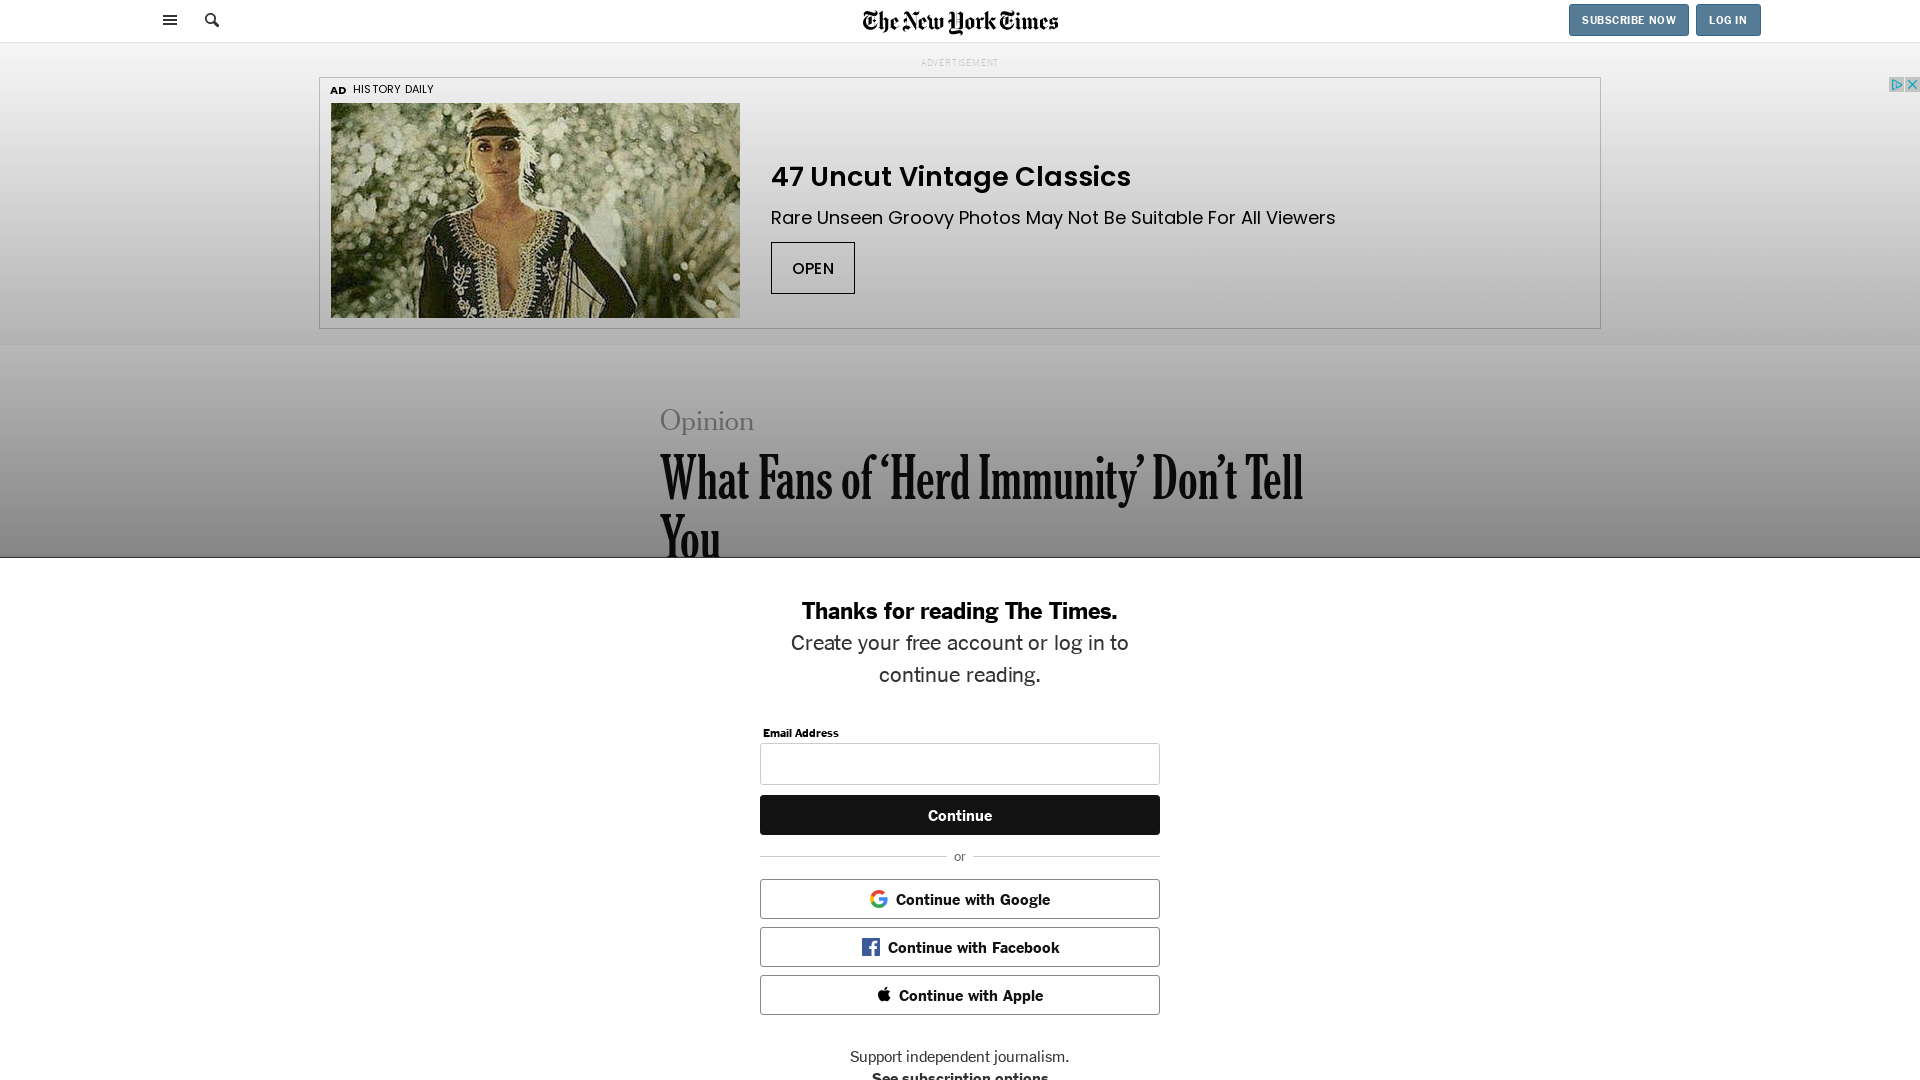 The New York Times
SUBSCRIBE NOW
LOG IN
ADVERTISEMENT
AD HISTORY DAILY
47 Uncut Vintage Classics
Rare Unseen Groovy Photos May Not Be Suitable For All Viewers
OPEN
Opinion
What Fans of ‘Herd Immunity’ Don’t Tell
You
Thanks for reading The Times.
Create your free account or log in to
continue reading.
Email Address
Continue
or
Continue with Google
Continue with Facebook
Continue with Apple
Support independent journalism.
See subscription options